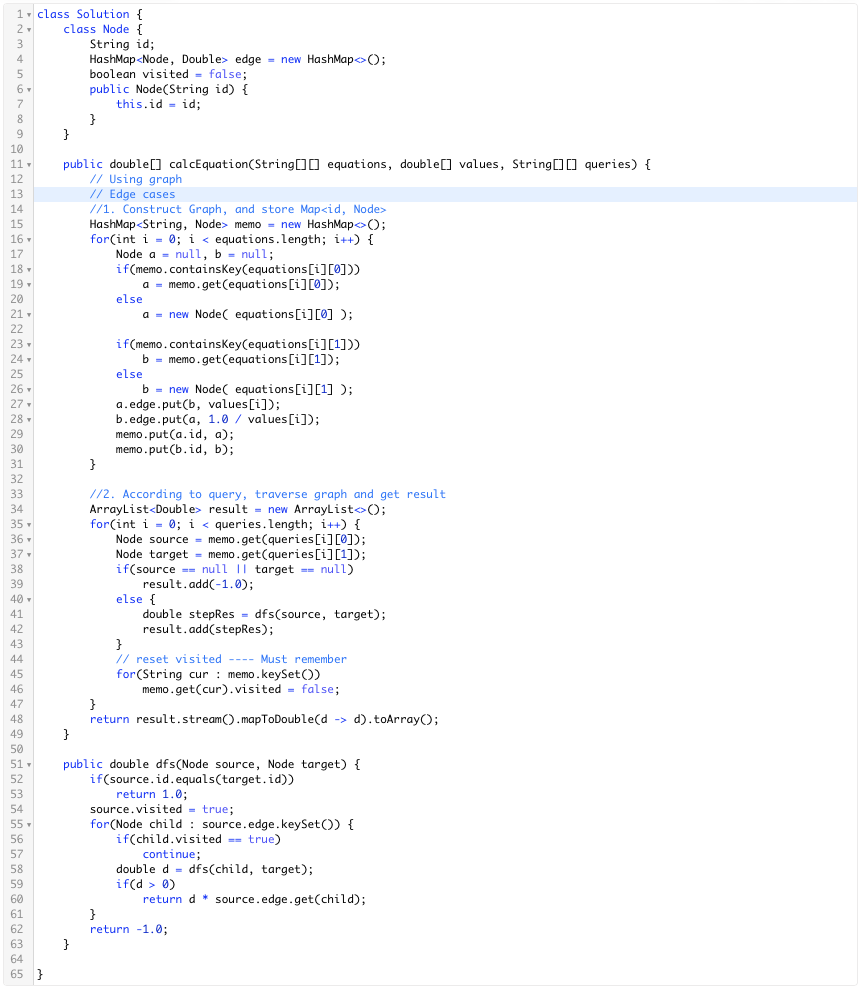 1 class Solution {
2     class Node {
3         String id;
4         HashMap<Node, Double> edge = new HashMap<>();
5         boolean visited = false;
6         public Node(String id) {
7             this.id = id;
8         }
9     }
10
11     public double[] calcEquation(String[][] equations, double[] values, String[][] queries) {
12         // Using graph
13         // Edge cases
14         //1. Construct Graph, and store Map<id, Node>
15         HashMap<String, Node> memo = new HashMap<>();
16         for(int i = 0; i < equations.length; i++) {
17             Node a = null, b = null;
18             if(memo.containsKey(equations[i][0]))
19                 a = memo.get(equations[i][0]);
20             else
21                 a = new Node( equations[i][0] );
22
23             if(memo.containsKey(equations[i][1]))
24                 b = memo.get(equations[i][1]);
25             else
26                 b = new Node( equations[i][1] );
27             a.edge.put(b, values[i]);
28             b.edge.put(a, 1.0 / values[i]);
29             memo.put(a.id, a);
30             memo.put(b.id, b);
31         }
32
33         //2. According to query, traverse graph and get result
34         ArrayList<Double> result = new ArrayList<>();
35         for(int i = 0; i < queries.length; i++) {
36             Node source = memo.get(queries[i][0]);
37             Node target = memo.get(queries[i][1]);
38             if(source == null || target == null)
39                 result.add(-1.0);
40             else {
41                 double stepRes = dfs(source, target);
42                 result.add(stepRes);
43             }
44             // reset visited ---- Must remember
45             for(String cur : memo.keySet())
46                 memo.get(cur).visited = false;
47         }
48         return result.stream().mapToDouble(d -> d).toArray();
49     }
50
51     public double dfs(Node source, Node target) {
52         if(source.id.equals(target.id))
53             return 1.0;
54         source.visited = true;
55         for(Node child : source.edge.keySet()) {
56             if(child.visited == true)
57                 continue;
58             double d = dfs(child, target);
59             if(d > 0)
60                 return d * source.edge.get(child);
61         }
62         return -1.0;
63     }
64
65 }